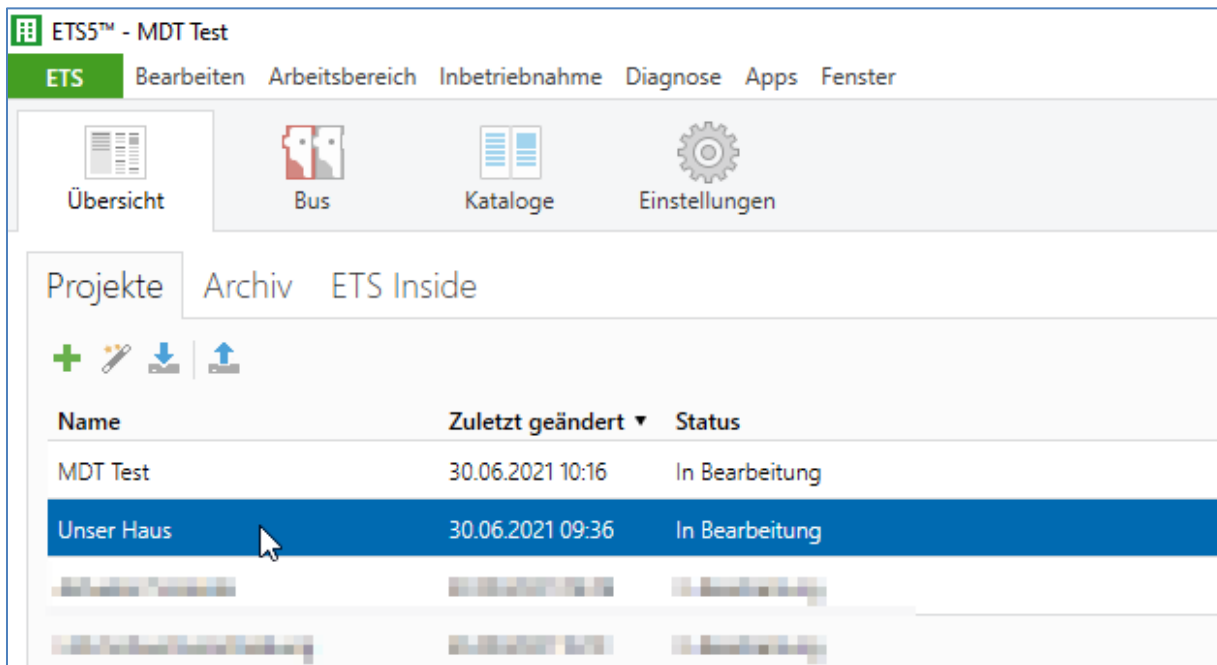 ETS5™ - MDT Test
ETS Bearbeiten Arbeitsbereich Inbetriebnahme Diagnose Apps Fenster
Übersicht Bus Kataloge Einstellungen
Projekte Archiv ETS Inside
Name Zuletzt geändert ▼ Status
MDT Test 30.06.2021 10:16 In Bearbeitung
Unser Haus 30.06.2021 09:36 In Bearbeitung